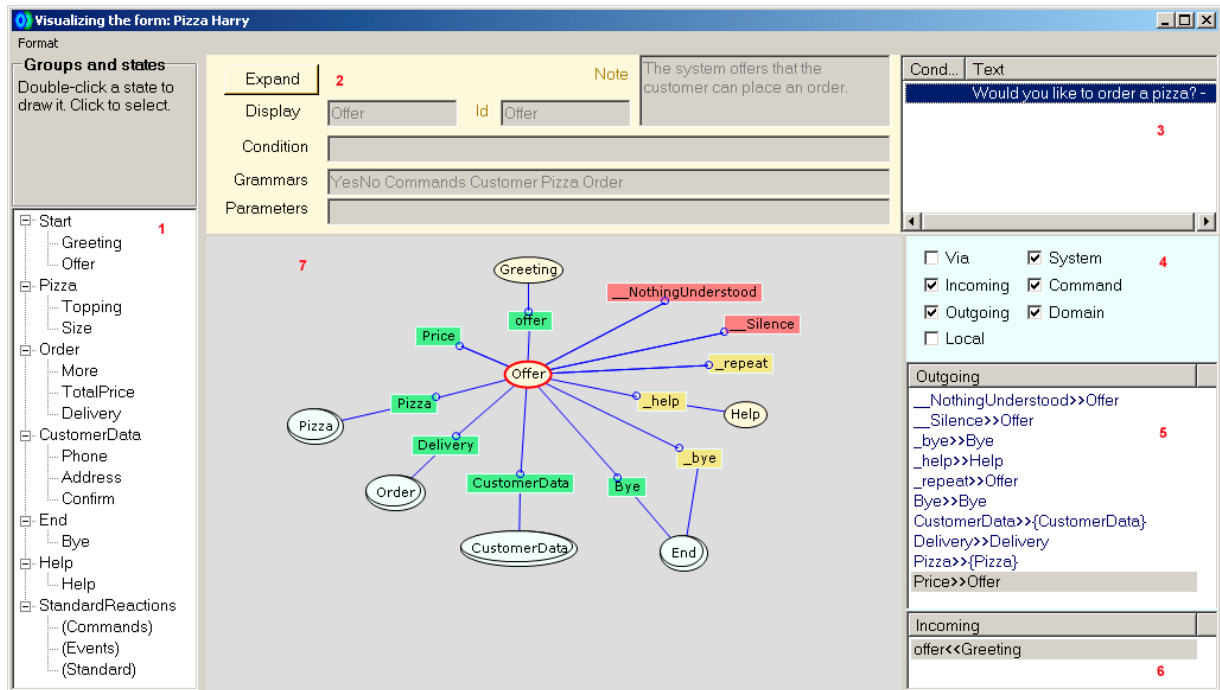 Visualizing the form: Pizza Harry
Format
Groups and states
Double-click a state to
draw it. Click to select.
1
Start
Greeting
Offer
Pizza
Topping
Size
Order
More
TotalPrice
Delivery
CustomerData
Phone
Address
Confirm
End
Bye
Help
Help
StandardReactions
(Commands)
(Events)
(Standard)
Expand
2
Note
The system offers that the
customer can place an order.
Display
Offer
Id
Offer
Condition
Grammars
YesNo Commands Customer Pizza Order
Parameters
Cond... Text
Would you like to order a pizza? -
3
7
Greeting
__NothingUnderstood
offer
__Silence
Price
_repeat
Offer
_help
Pizza
Help
Pizza
Delivery
_bye
CustomerData
Bye
Order
CustomerData
End
Via
System
4
Incoming
Command
Outgoing
Domain
Local
Outgoing
__NothingUnderstood>>Offer
__Silence>>Offer
_bye>>Bye
5
_help>>Help
_repeat>>Offer
Bye>>Bye
CustomerData>>{CustomerData}
Delivery>>Delivery
Pizza>>{Pizza}
Price>>Offer
Incoming
offer<<Greeting
6